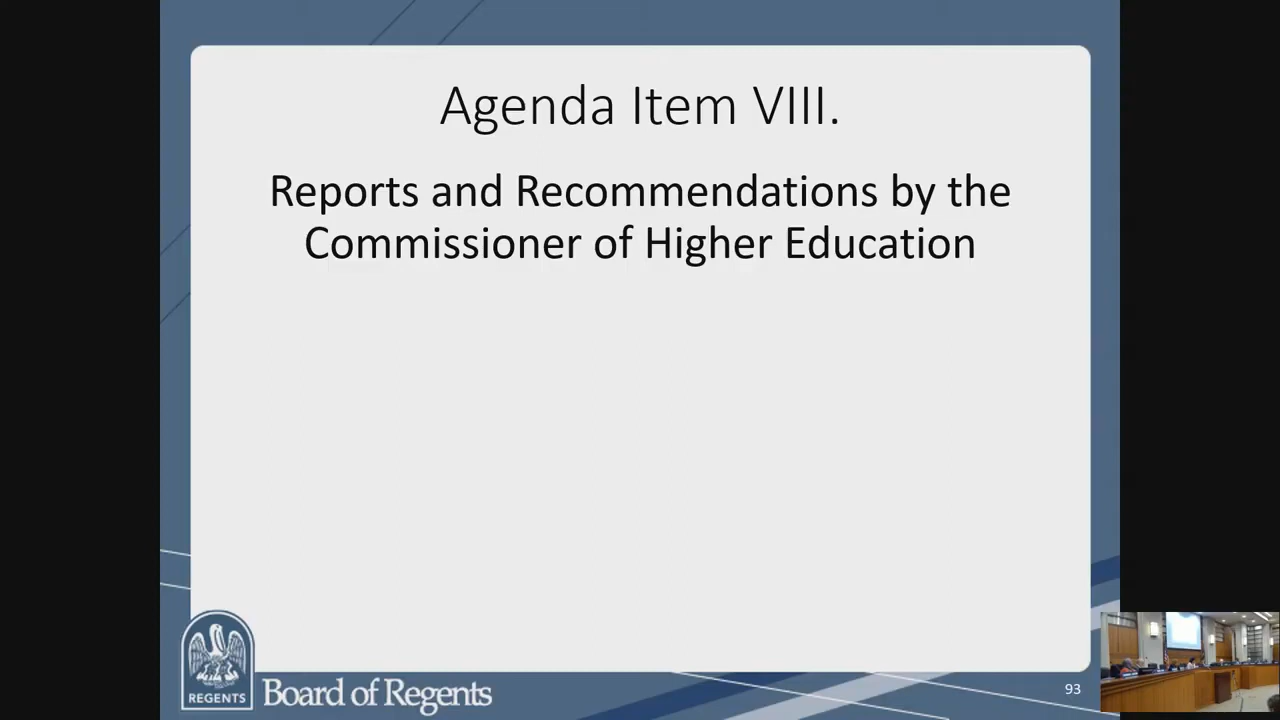 Agenda Item VIII.
Reports and Recommendations by the
Commissioner of Higher Education
REGENTS
Board of Regents
93